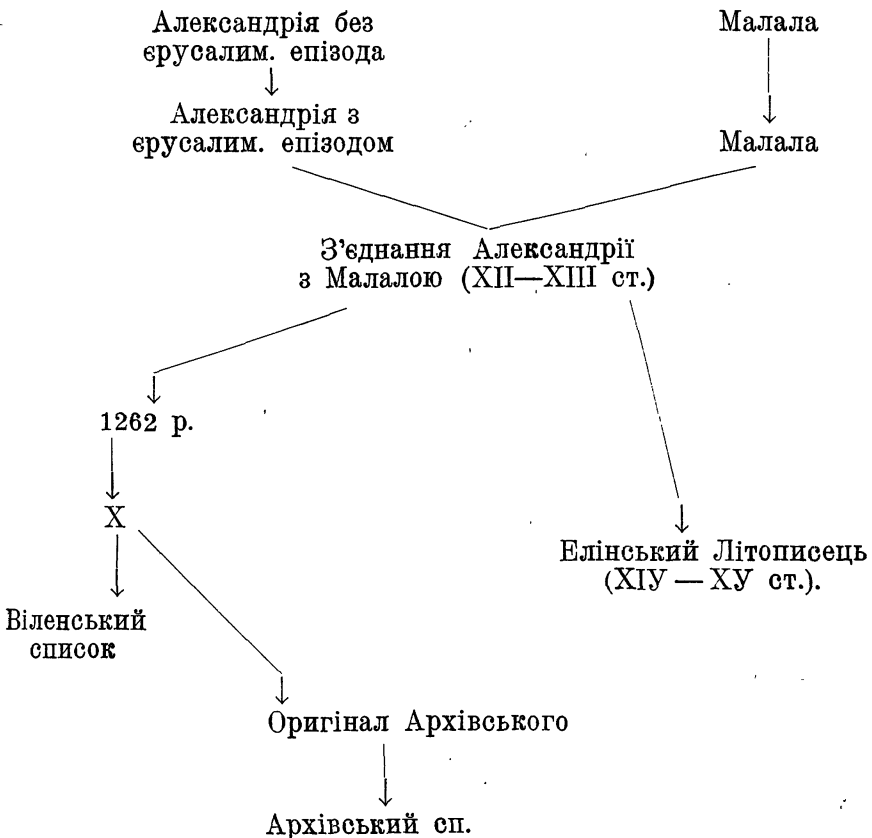 Александрія без
єрусалим. епізода
Малала
Александрія з
єрусалим. епізодом
Малала
З’єднання Александрії
з Малалою (XII—XIII ст.)
1262 р.
X
Елінський Літописець
(XIУ — XУ ст.).
Віленський
список
Оригінал Архівського
Архівський сп.